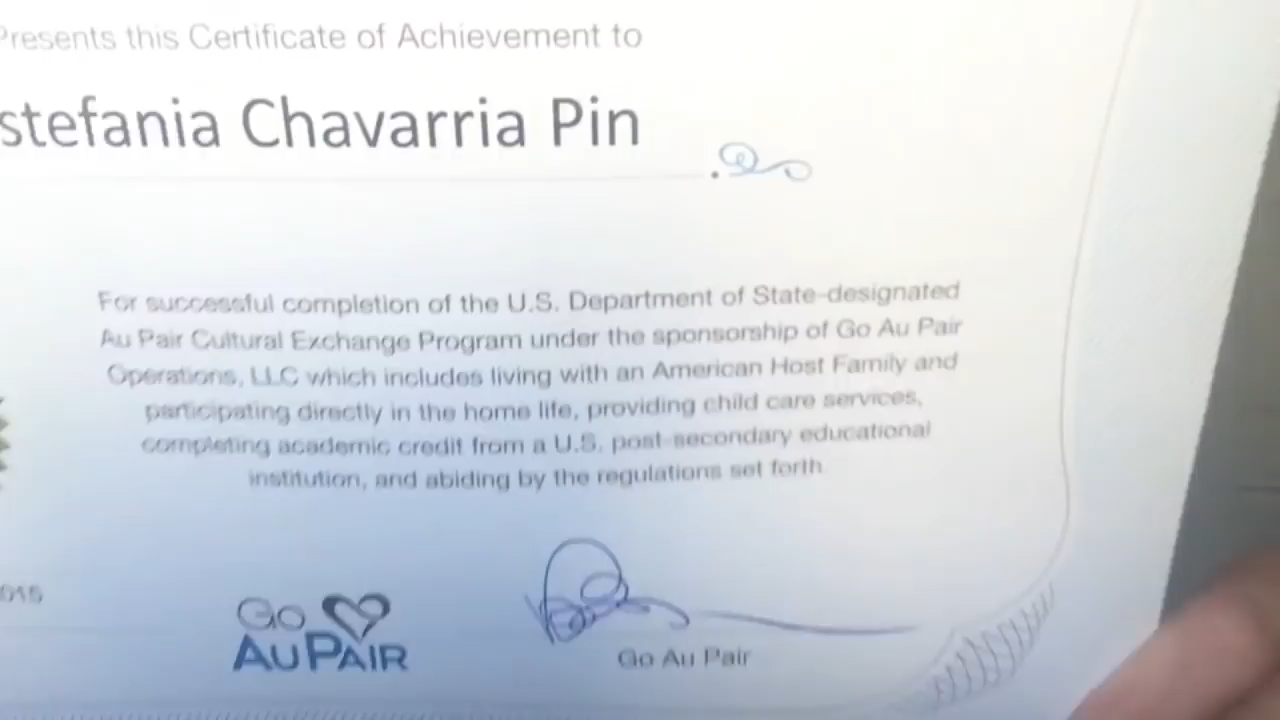 Presents this Certificate of Achievement to
stefania Chavarria Pin
For successful completion of the U.S. Department of State-designated
Au Pair Cultural Exchange Program under the sponsorship of Go Au Pair
Operations, LLC which includes living with an American Host Family and
participating directly in the home life, providing child care services,
completing academic credit from a U.S. post-secondary educational
institution, and abiding by the regulations set forth.
015
Go
AU PAIR
Go Au Pair